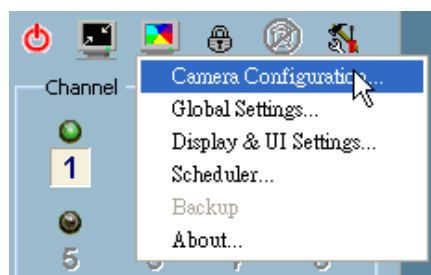 Channel
Camera Configuration...
Global Settings...
1
Display & UI Settings...
Scheduler...
Backup
About...
5